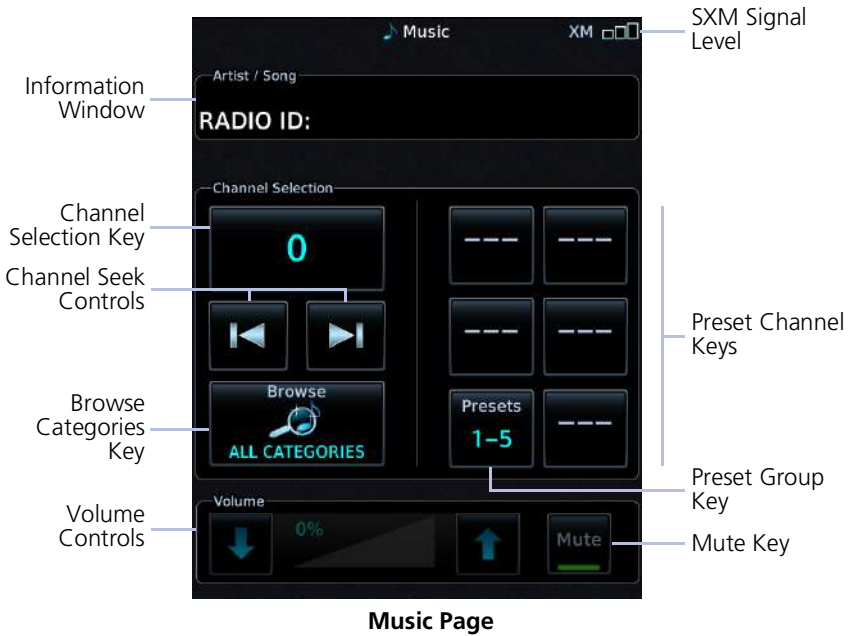 Music
XM
SXM Signal
Level
Information
Window
Artist / Song
RADIO ID:
Channel Selection
Channel
Selection Key
0
---
---
Channel Seek
Controls
---
---
Preset Channel
Keys
Browse
Categories
Key
Browse
ALL CATEGORIES
Presets
1–5
---
Preset Group
Key
Volume
Controls
Volume
0%
Mute
Mute Key
Music Page